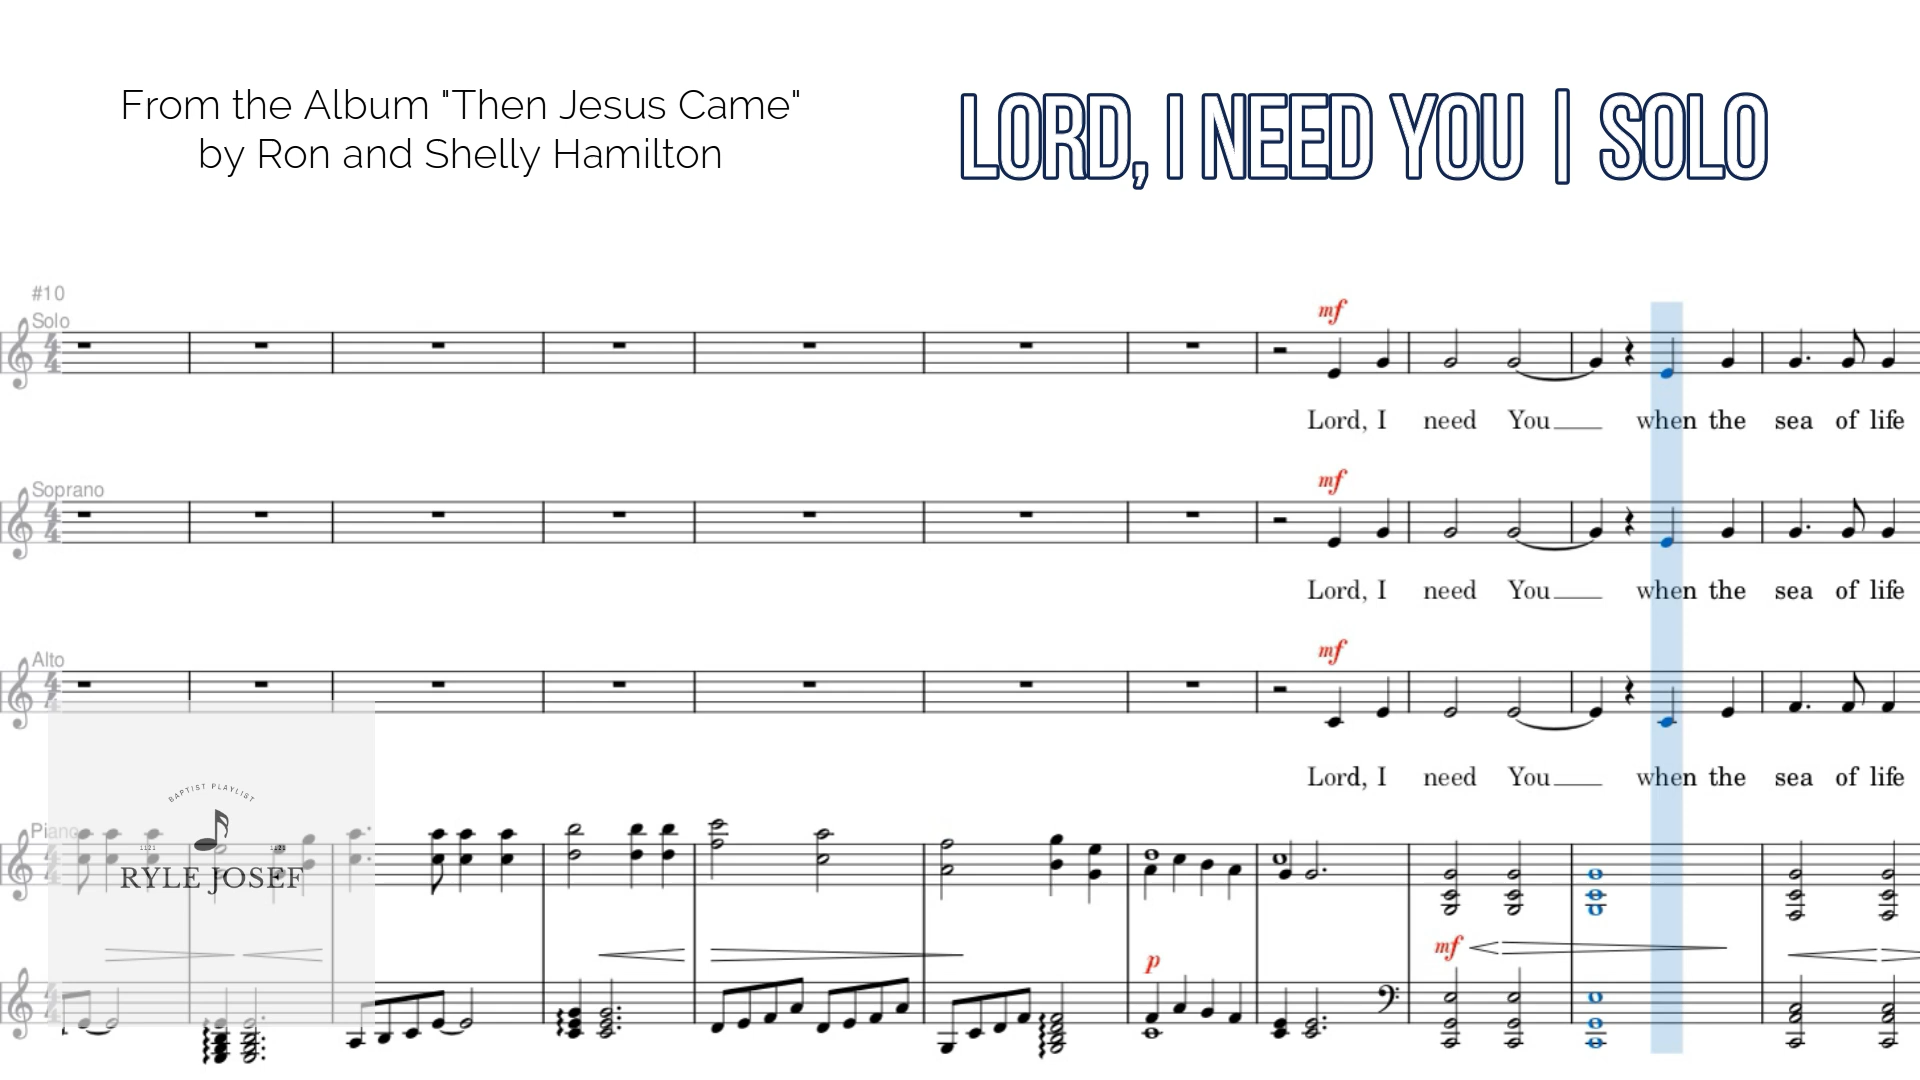 From the Album "Then Jesus Came"
by Ron and Shelly Hamilton
LORD, I NEED YOU | SOLO
#10
Solo
mf
Lord, I need You when the sea of life
Soprano
mf
Lord, I need You when the sea of life
Alto
mf
Lord, I need You when the sea of life
Piano
BAPTIST PLAYLIST
1121 1121
RYLE JOSEF
mf
p